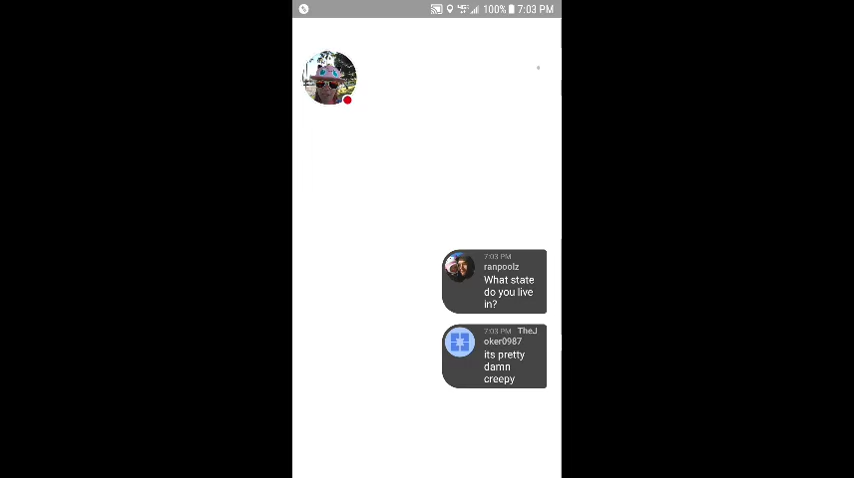 100% 7:03 PM
7:03 PM
ranpoolz
What state
do you live
in?
7:03 PM TheJ
oker0987
its pretty
damn
creepy